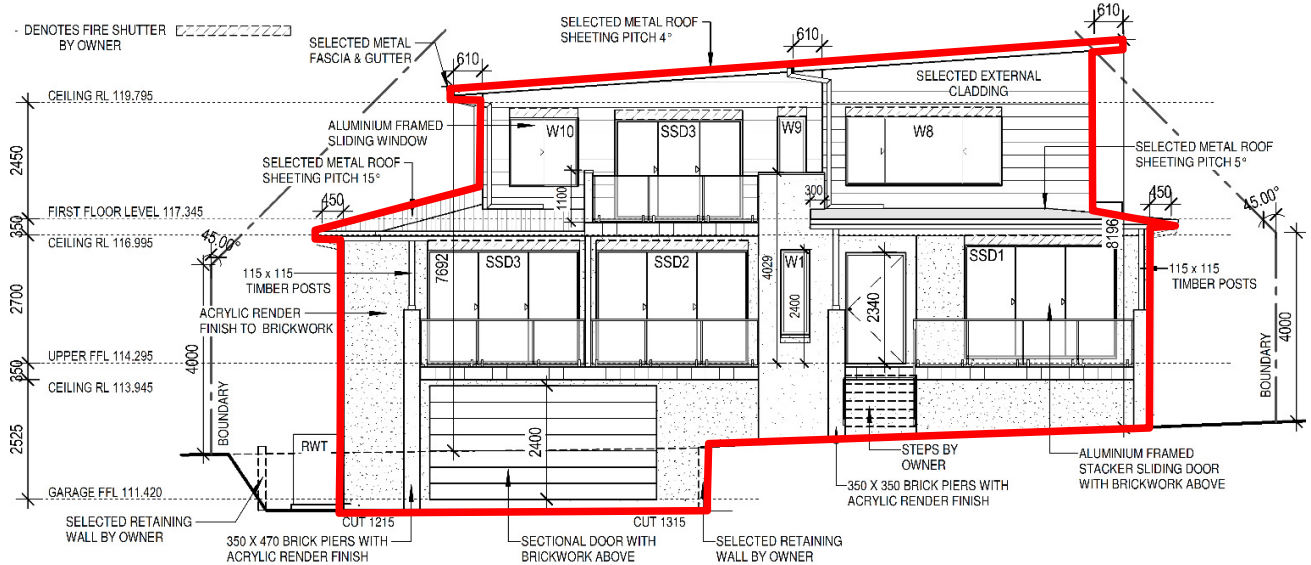 - DENOTES FIRE SHUTTER
BY OWNER
SELECTED METAL
FASCIA & GUTTER
610
SELECTED METAL ROOF
SHEETING PITCH 4°
610
610
CEILING RL 119.795
SELECTED EXTERNAL
CLADDING
ALUMINIUM FRAMED
SLIDING WINDOW
W10
SSD3
W9
W8
2450
SELECTED METAL ROOF
SHEETING PITCH 15°
SELECTED METAL ROOF
SHEETING PITCH 5°
450
1100
300
450
FIRST FLOOR LEVEL 117.345
45.00°
45.00°
350
CEILING RL 116.995
8196
7692
SSD3
SSD2
4029
W1
SSD1
115 x 115
TIMBER POSTS
115 x 115
TIMBER POSTS
2700
2400
2340
ACRYLIC RENDER
FINISH TO BRICKWORK
4000
4000
UPPER FFL 114.295
350
CEILING RL 113.945
BOUNDARY
BOUNDARY
2525
RWT
2400
STEPS BY
OWNER
ALUMINIUM FRAMED
STACKER SLIDING DOOR
WITH BRICKWORK ABOVE
350 X 350 BRICK PIERS WITH
ACRYLIC RENDER FINISH
GARAGE FFL 111.420
CUT 1215
CUT 1315
SELECTED RETAINING
WALL BY OWNER
350 X 470 BRICK PIERS WITH
ACRYLIC RENDER FINISH
SECTIONAL DOOR WITH
BRICKWORK ABOVE
SELECTED RETAINING
WALL BY OWNER